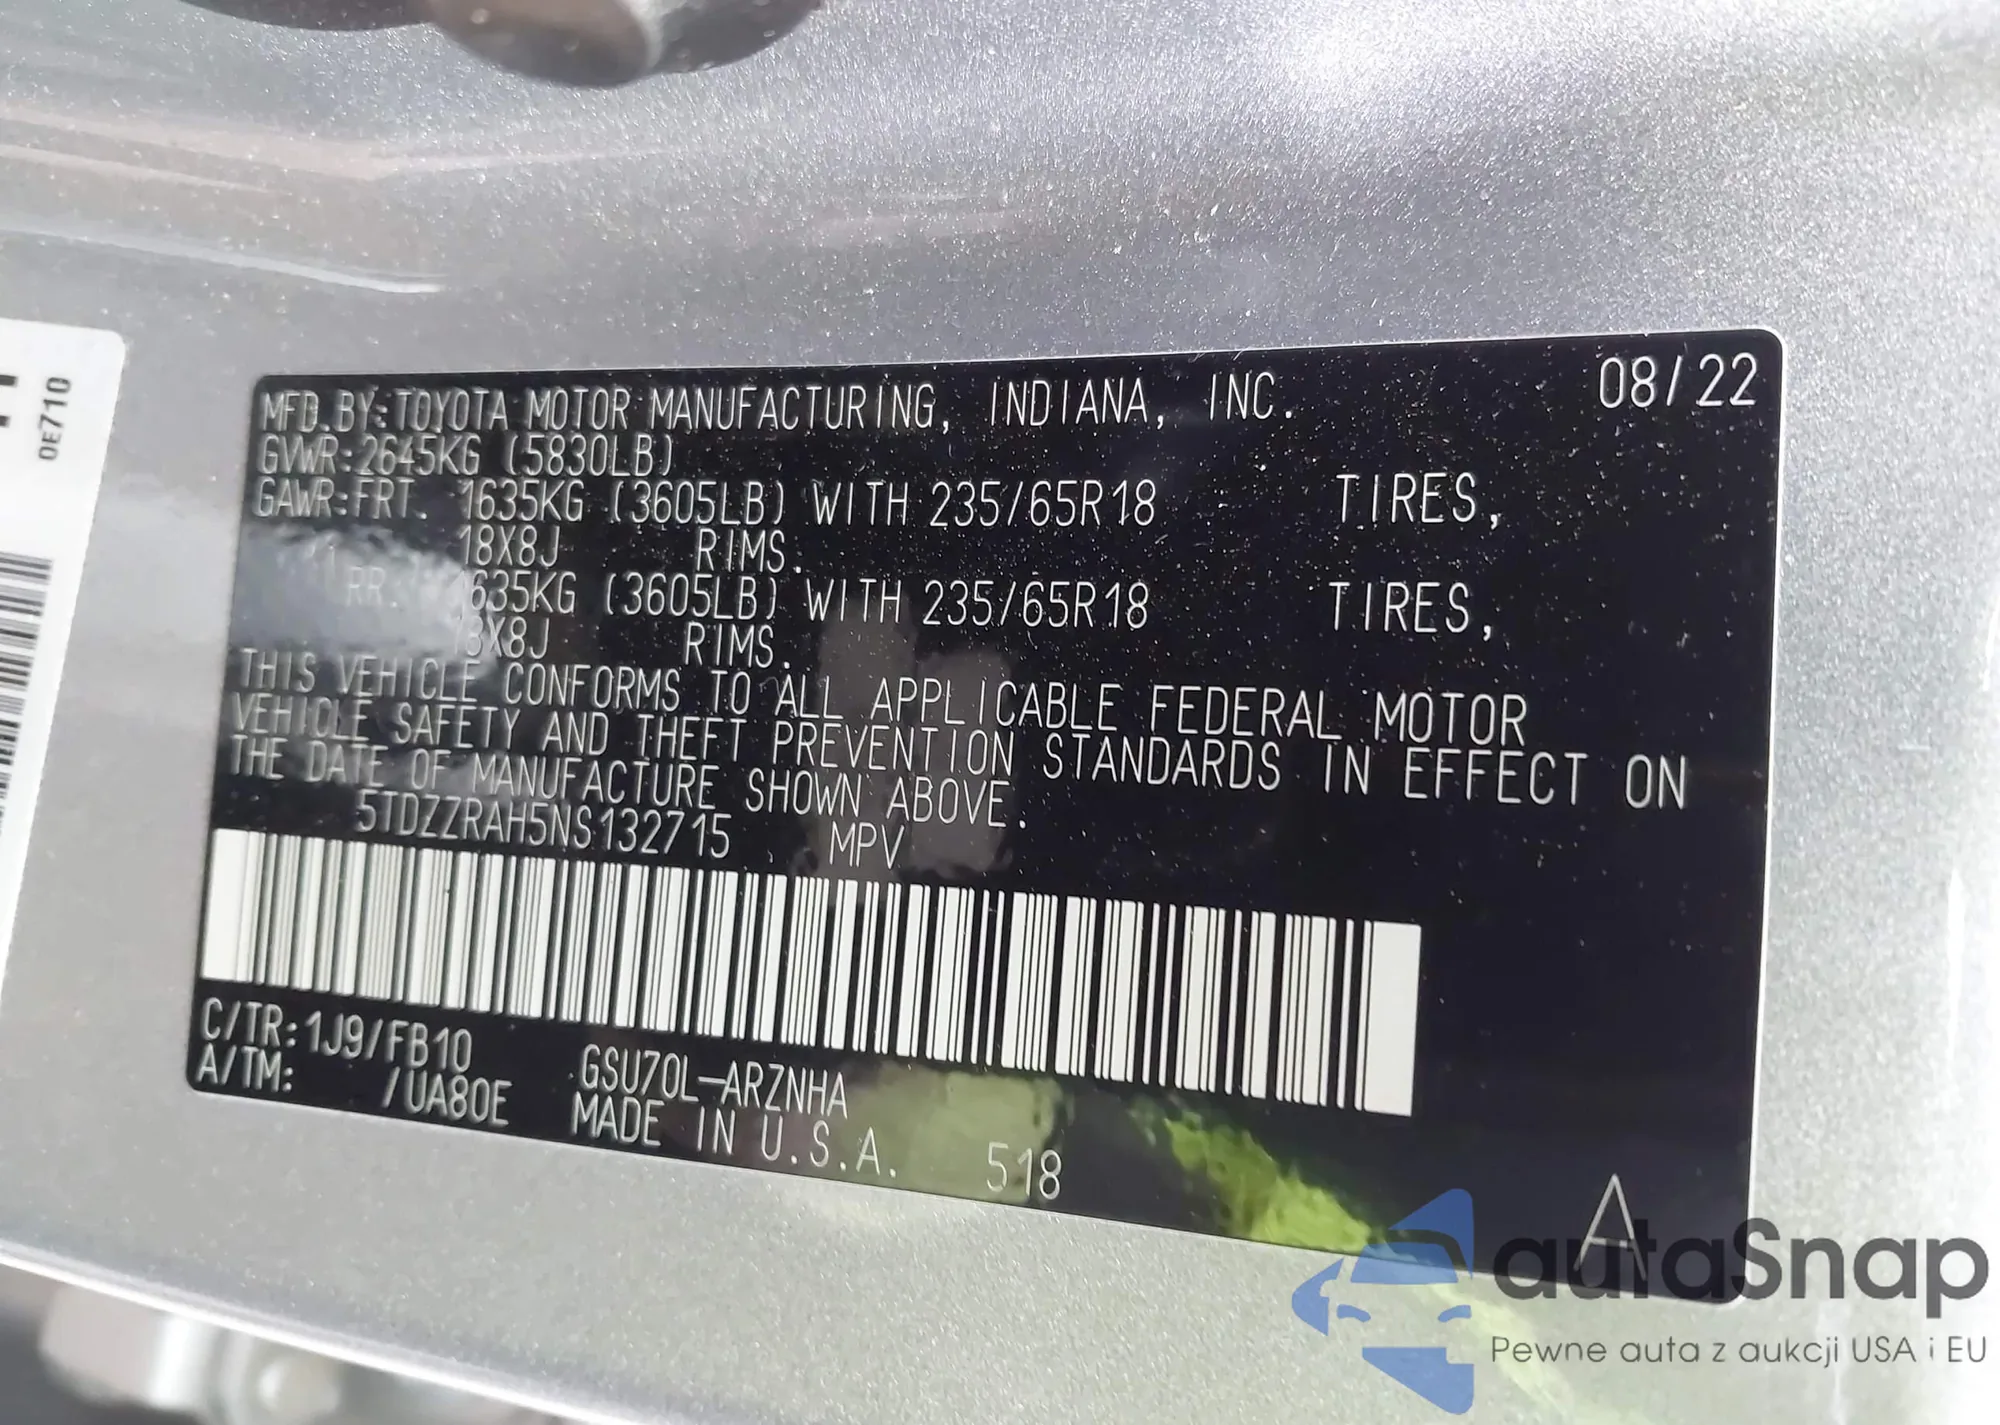 MFD.BY:TOYOTA MOTOR MANUFACTURING, INDIANA, INC. 08/22
GVWR:2645KG (5830LB)
GAWR:FRT. 1635KG (3605LB) WITH 235/65R18 TIRES,
18X8J RIMS.
RR. 1635KG (3605LB) WITH 235/65R18 TIRES,
18X8J RIMS.
THIS VEHICLE CONFORMS TO ALL APPLICABLE FEDERAL MOTOR
VEHICLE SAFETY AND THEFT PREVENTION STANDARDS IN EFFECT ON
THE DATE OF MANUFACTURE SHOWN ABOVE.
5TDZZRAH5NS132715 MPV
C/TR:1J9/FB10 GSU70L-ARZNHA
A/TM: /UA80E MADE IN U.S.A. 518
A
0E710
autaSnap
Pewne auta z aukcji USA i EU